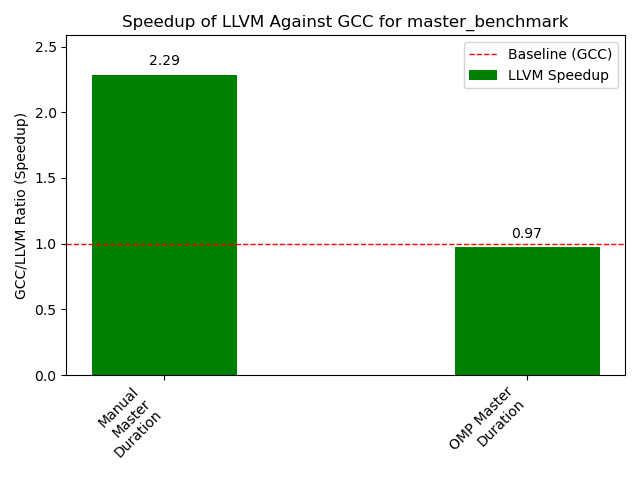 Speedup of LLVM Against GCC for master_benchmark
GCC/LLVM Ratio (Speedup)
2.5
2.0
1.5
1.0
0.5
0.0
Baseline (GCC)
LLVM Speedup
2.29
0.97
Manual
Master
Duration
OMP Master
Duration